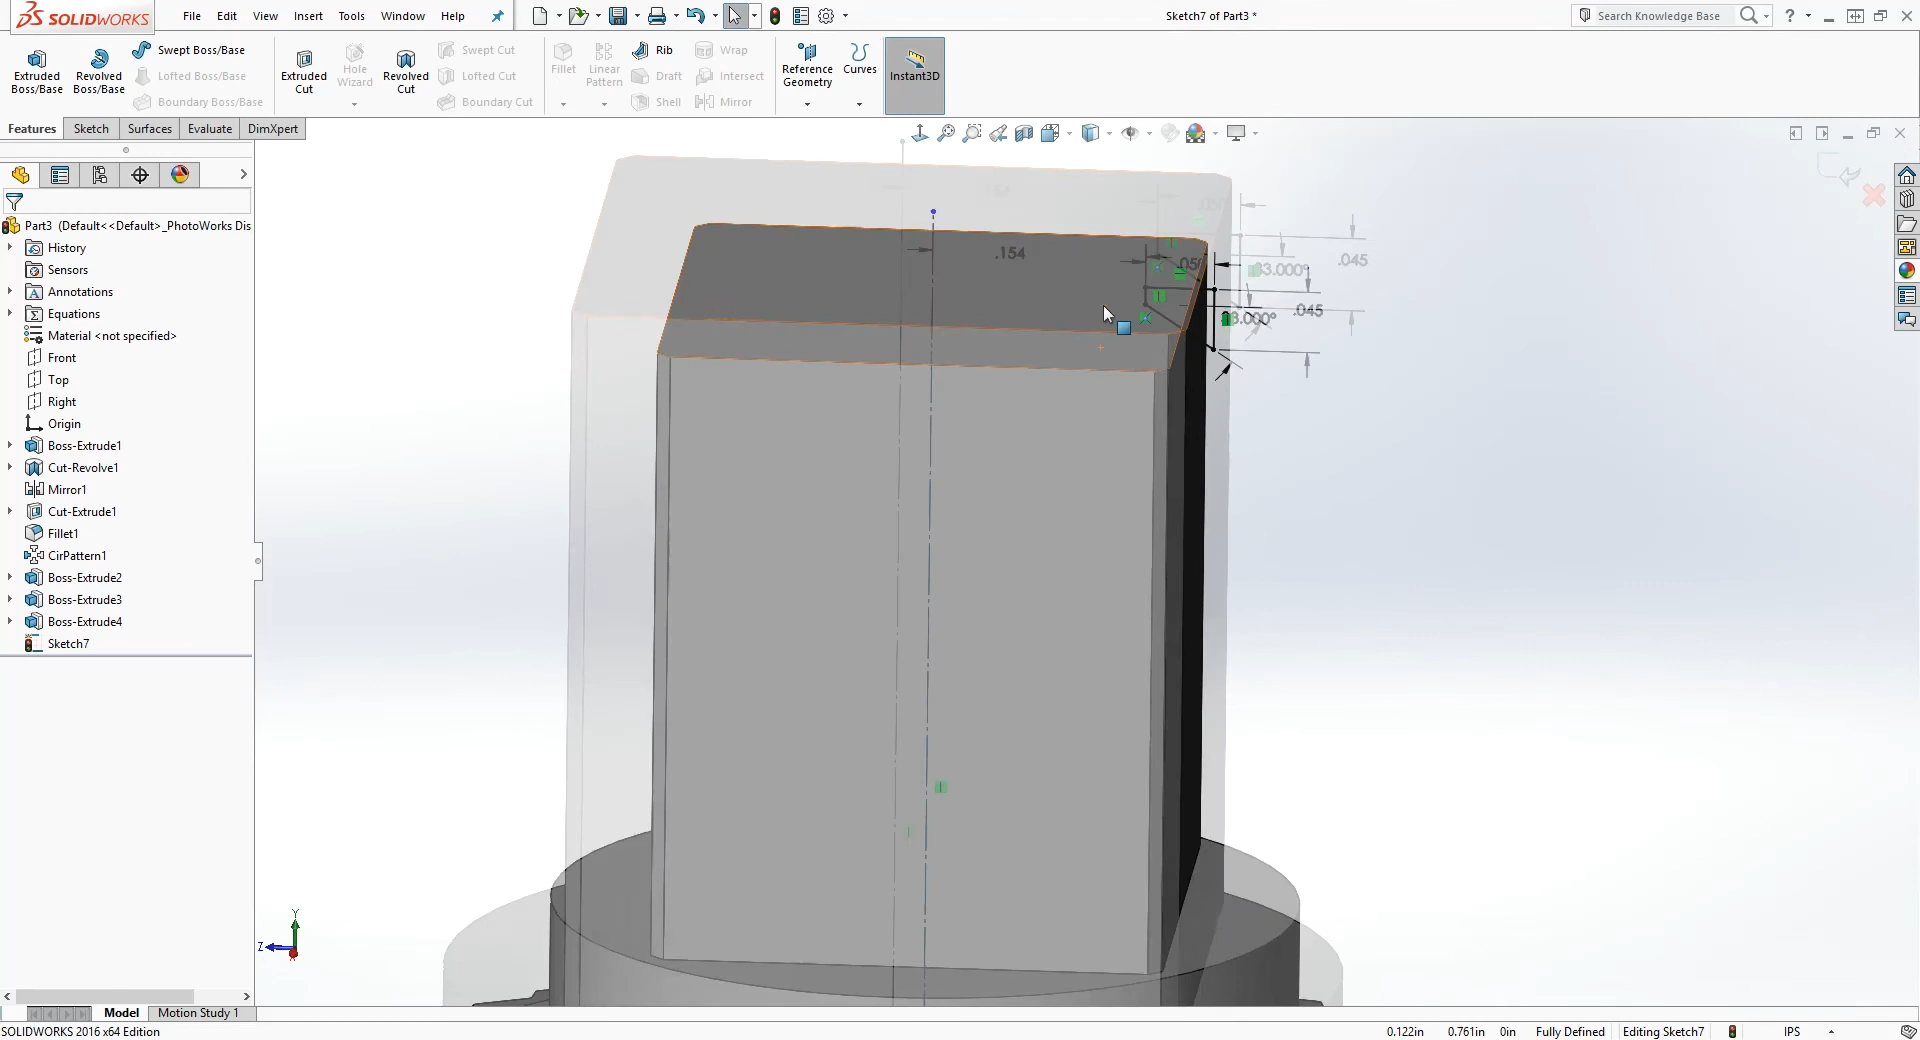 SOLIDWORKS File Edit View Insert Tools Window Help Sketch7 of Part3 * Search Knowledge Base
Extruded Boss/Base
Revolved Boss/Base
Swept Boss/Base
Lofted Boss/Base
Boundary Boss/Base
Extruded Cut
Hole Wizard
Revolved Cut
Swept Cut
Lofted Cut
Boundary Cut
Fillet
Linear Pattern
Rib
Draft
Shell
Wrap
Intersect
Mirror
Reference Geometry
Curves
Instant3D
Features Sketch Surfaces Evaluate DimXpert
Part3 (Default<<Default>_PhotoWorks Dis
History
Sensors
Annotations
Equations
Material <not specified>
Front
Top
Right
Origin
Boss-Extrude1
Cut-Revolve1
Mirror1
Cut-Extrude1
Fillet1
CirPattern1
Boss-Extrude2
Boss-Extrude3
Boss-Extrude4
Sketch7
.154
.045
.045
Y
Z
Model Motion Study 1
SOLIDWORKS 2016 x64 Edition 0.122in 0.761in 0in Fully Defined Editing Sketch7 IPS